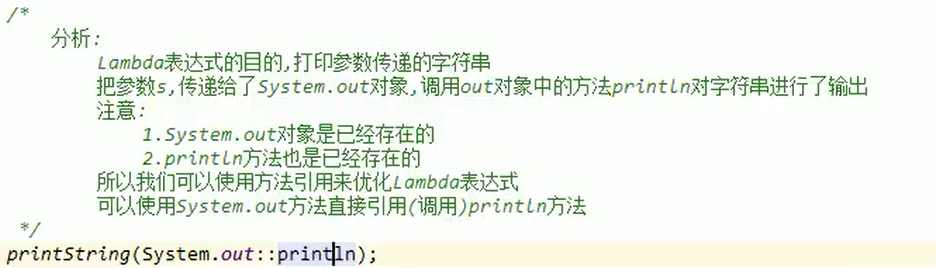 /*
分析:
Lambda表达式的目的,打印参数传递的字符串
把参数s,传递给了System.out对象,调用out对象中的方法println对字符串进行了输出
注意:
1.System.out对象是已经存在的
2.println方法也是已经存在的
所以我们可以使用方法引用来优化Lambda表达式
可以使用System.out方法直接引用(调用)println方法
*/
printString(System.out::println);